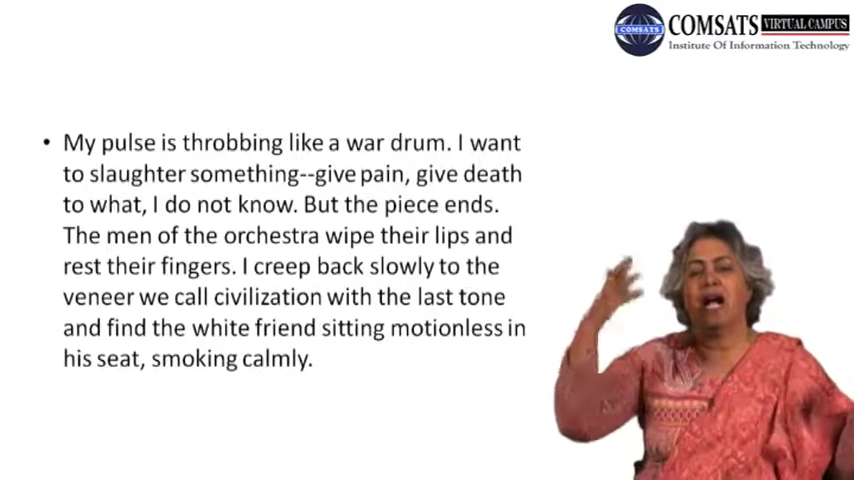 COMSATS
COMSATS VIRTUAL CAMPUS
Institute Of Information Technology
• My pulse is throbbing like a war drum. I want
to slaughter something--give pain, give death
to what, I do not know. But the piece ends.
The men of the orchestra wipe their lips and
rest their fingers. I creep back slowly to the
veneer we call civilization with the last tone
and find the white friend sitting motionless in
his seat, smoking calmly.